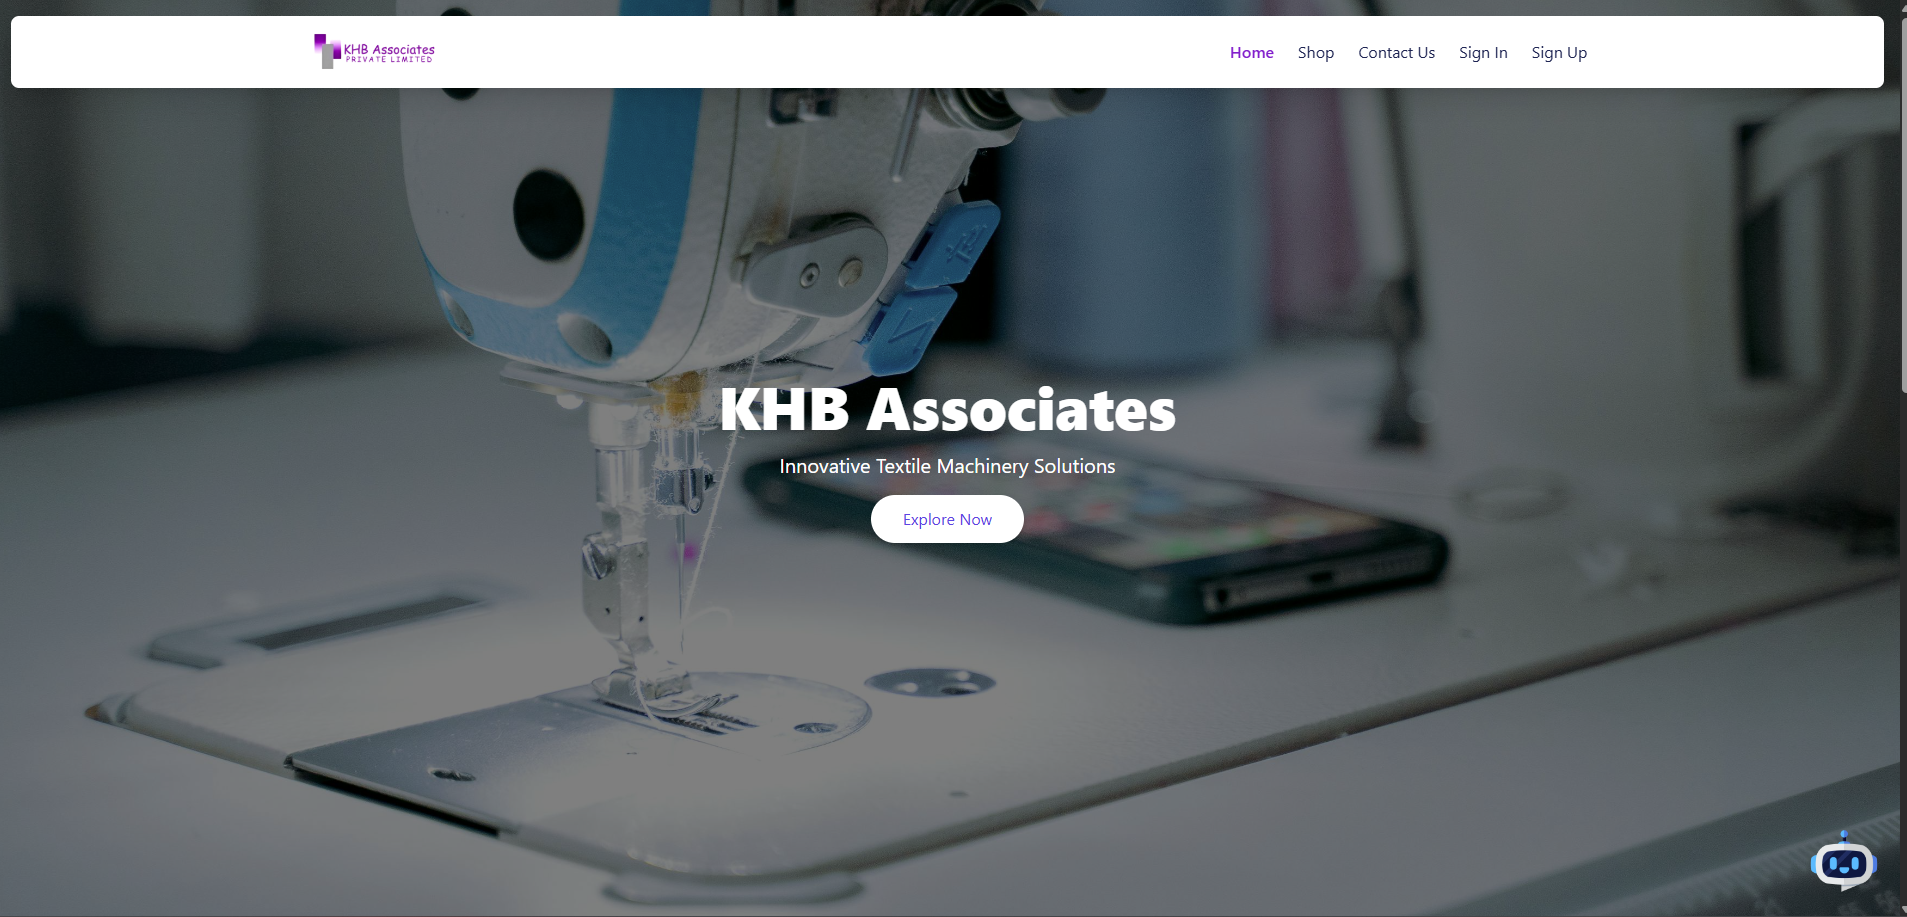 KHB Associates
PRIVATE LIMITED
Home Shop Contact Us Sign In Sign Up
KHB Associates
Innovative Textile Machinery Solutions
Explore Now